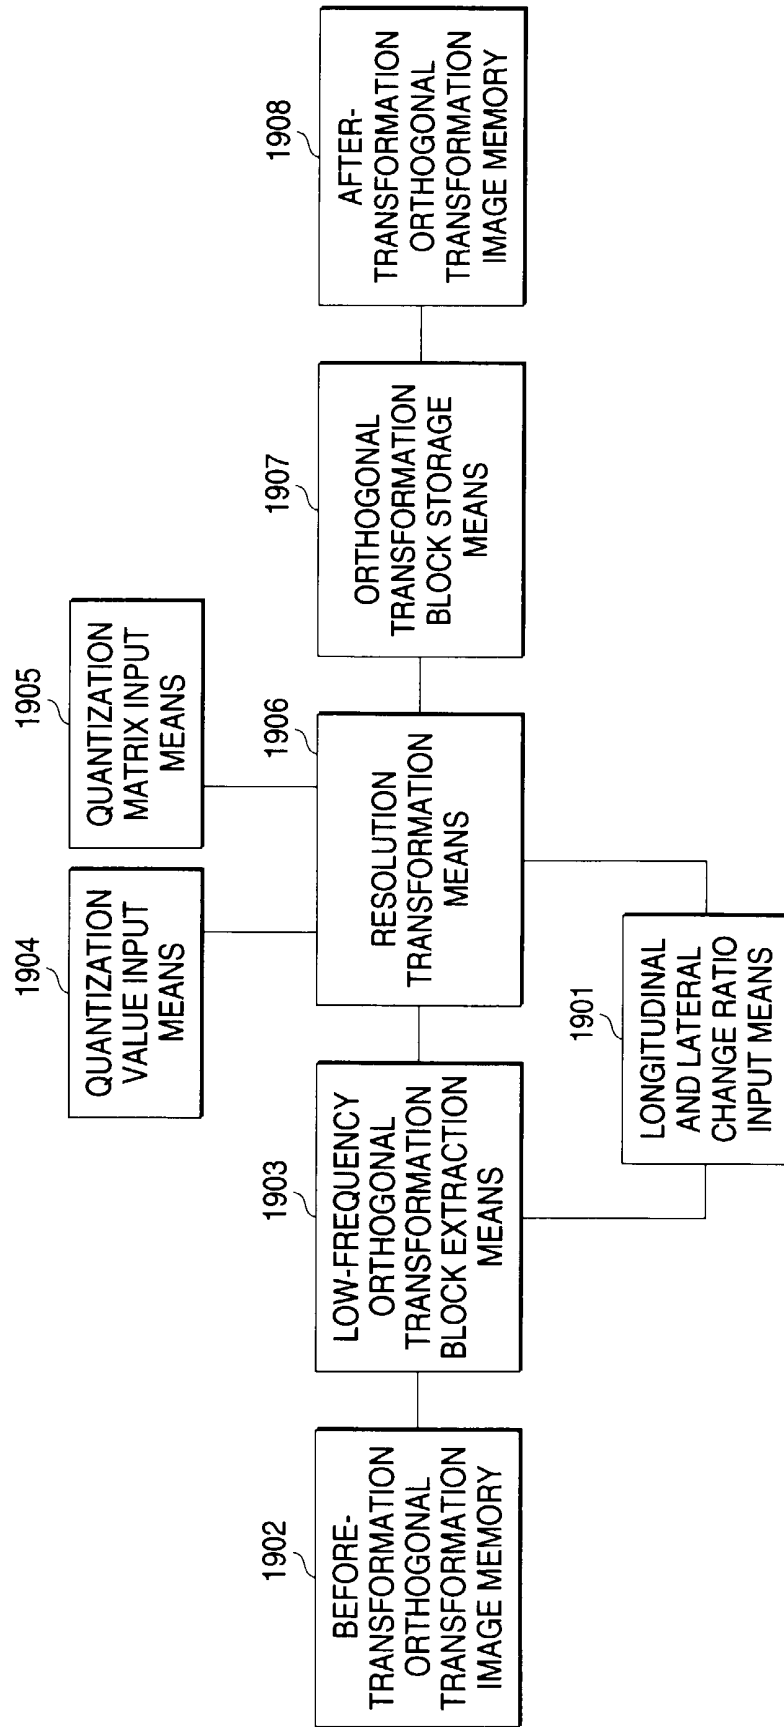 1902
BEFORE-
TRANSFORMATION
ORTHOGONAL
TRANSFORMATION
IMAGE MEMORY
1903
LOW-FREQUENCY
ORTHOGONAL
TRANSFORMATION
BLOCK EXTRACTION
MEANS
1901
LONGITUDINAL
AND LATERAL
CHANGE RATIO
INPUT MEANS
1904
QUANTIZATION
VALUE INPUT
MEANS
1905
QUANTIZATION
MATRIX INPUT
MEANS
1906
RESOLUTION
TRANSFORMATION
MEANS
1907
ORTHOGONAL
TRANSFORMATION
BLOCK STORAGE
MEANS
1908
AFTER-
TRANSFORMATION
ORTHOGONAL
TRANSFORMATION
IMAGE MEMORY